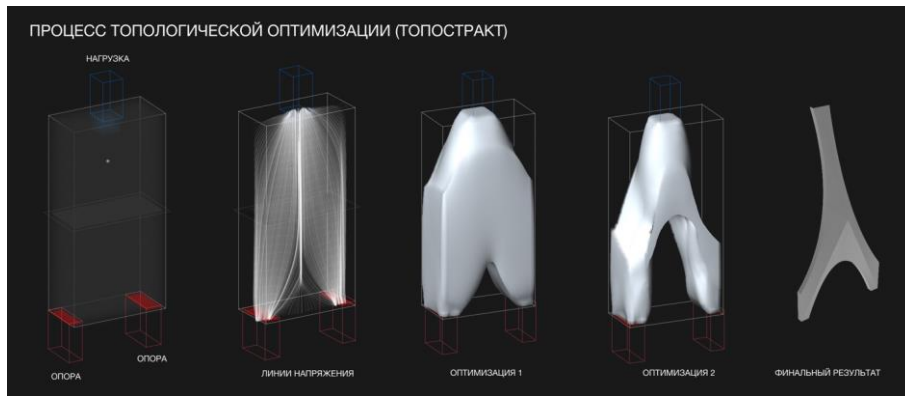 ПРОЦЕСС ТОПОЛОГИЧЕСКОЙ ОПТИМИЗАЦИИ (ТОПОСТРАКТ)
НАГРУЗКА
ОПОРА
ОПОРА
ЛИНИИ НАПРЯЖЕНИЯ
ОПТИМИЗАЦИЯ 1
ОПТИМИЗАЦИЯ 2
ФИНАЛЬНЫЙ РЕЗУЛЬТАТ